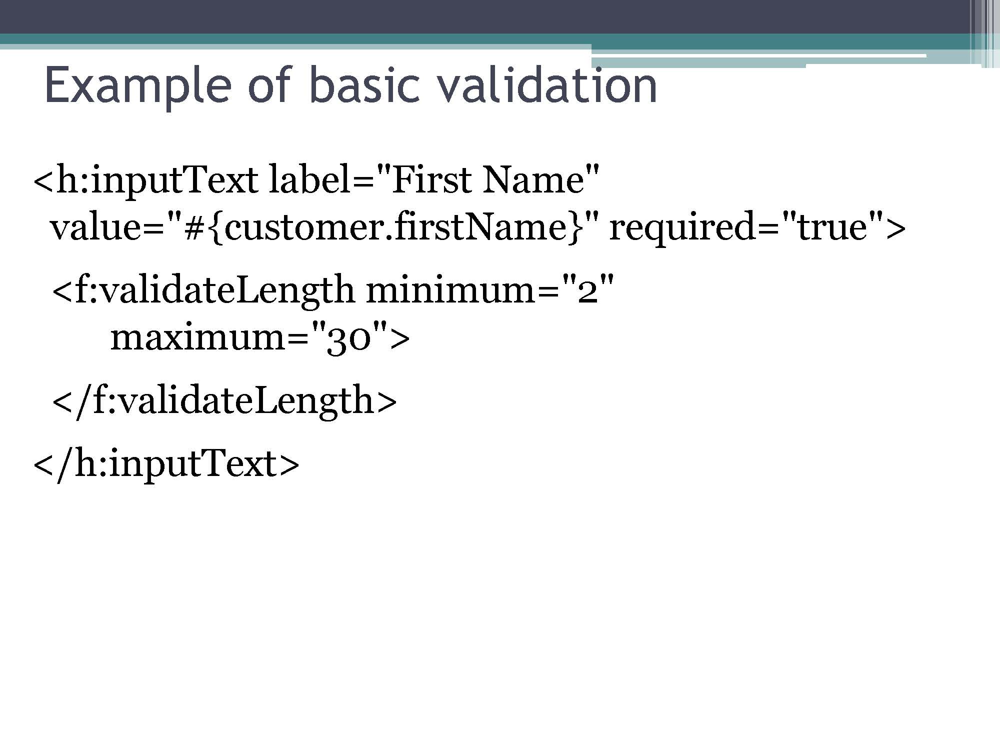 Example of basic validation
<h:inputText label="First Name"
value="#{customer.firstName}" required="true">
<f:validateLength minimum="2"
maximum="30">
</f:validateLength>
</h:inputText>